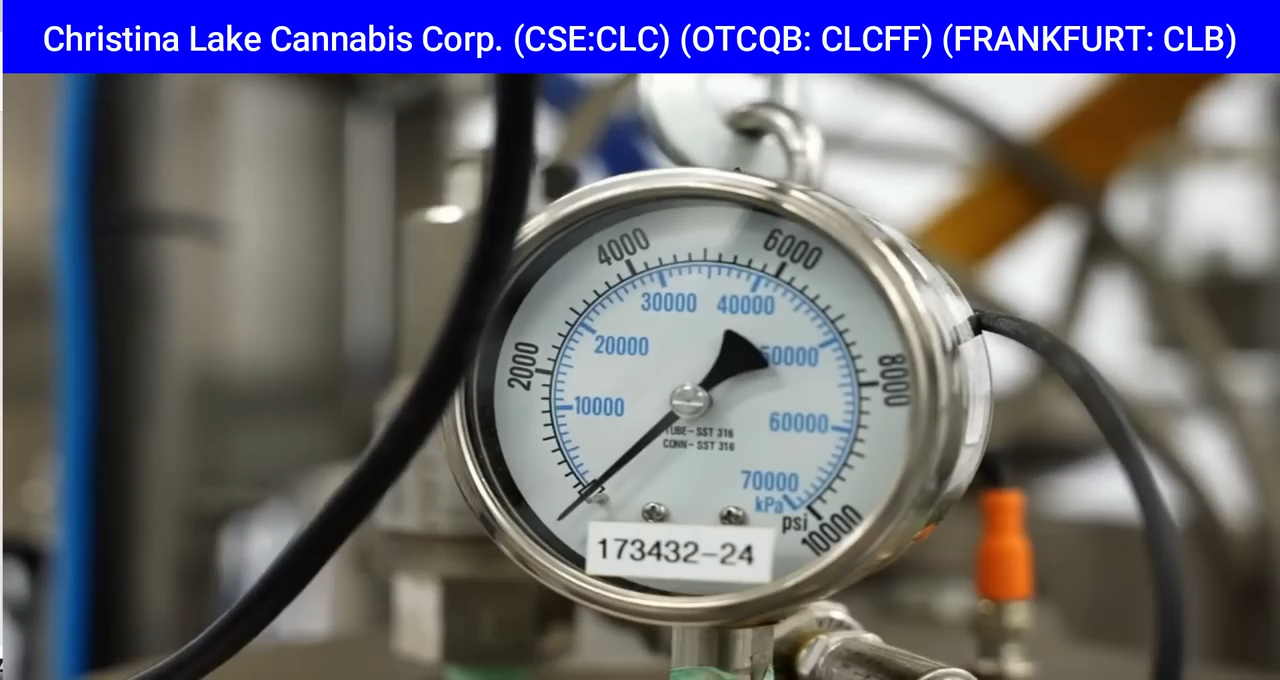 Christina Lake Cannabis Corp. (CSE:CLC) (OTCQB: CLCFF) (FRANKFURT: CLB)
4000
6000
30000
40000
2000
20000
50000
8000
10000
60000
TUBE- SST 316
CONN- SST 316
70000
kPa
psi
10000
173432-24